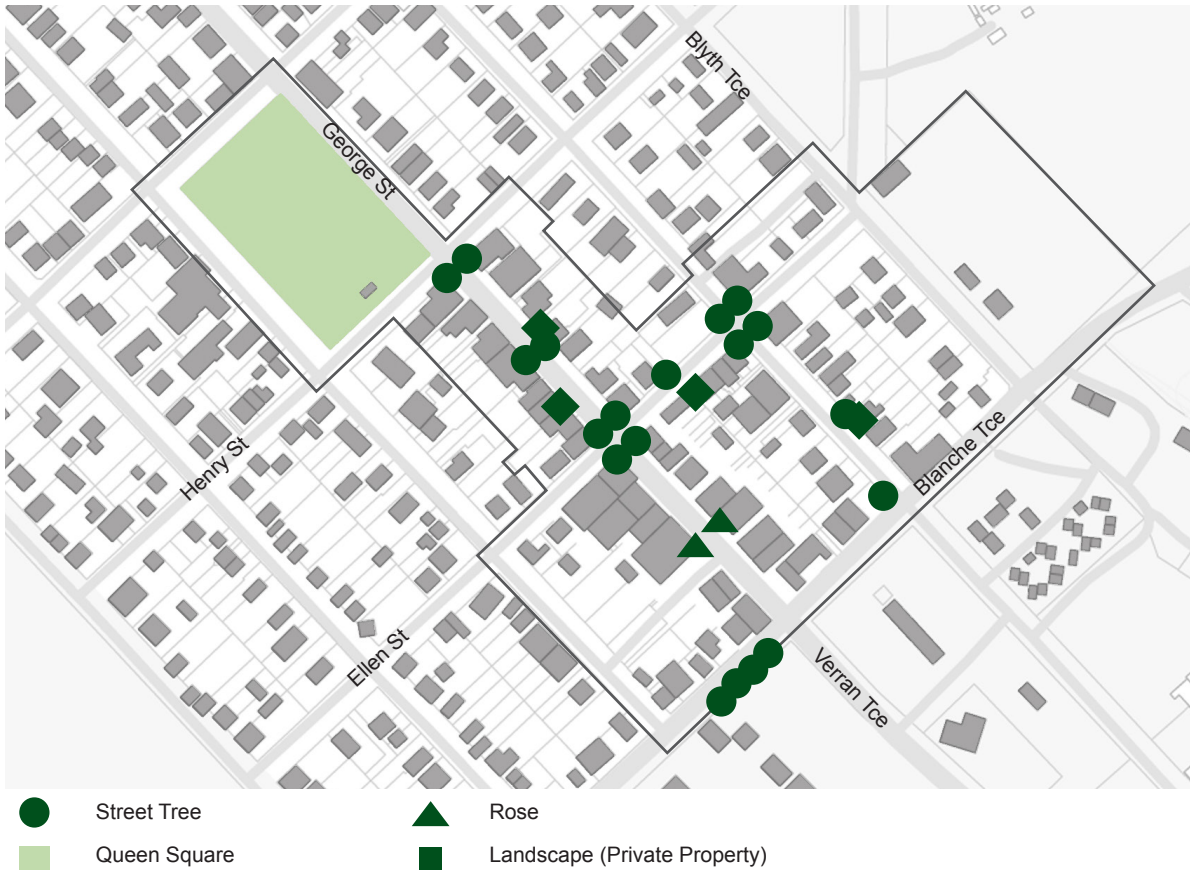 Blyth Tce
George St
Henry St
Blanche Tce
Ellen St
Verran Tce
Street Tree
Rose
Queen Square
Landscape (Private Property)